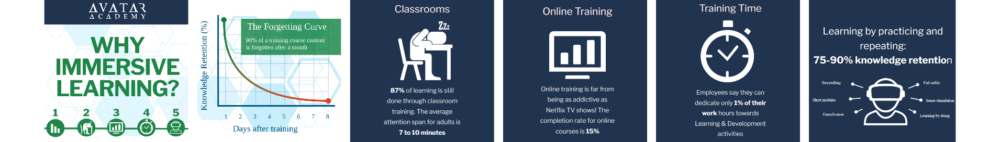 AVATAR
ACADEMY
WHY
IMMERSIVE
LEARNING?
1 2 3 4 5
Knowledge Retention (%)
The Forgetting Curve
90% of a training course content
is forgotten after a month
1 2 3 4 5 6 7 8
Days after training
Classrooms
ZZZ
87% of learning is still
done through classroom
training. The average
attention span for adults is
7 to 10 minutes
Online Training
Online training is far from
being as addictive as
Netflix TV shows! The
completion rate for online
courses is 15%
Training Time
Employees say they can
dedicate only 1% of their
work hours towards
Learning & Development
activities
Learning by practicing and
repeating:
75-90% knowledge retention
Storytelling
Short modules
Gamification
Fail safely
Sense stimulation
Learning by doing